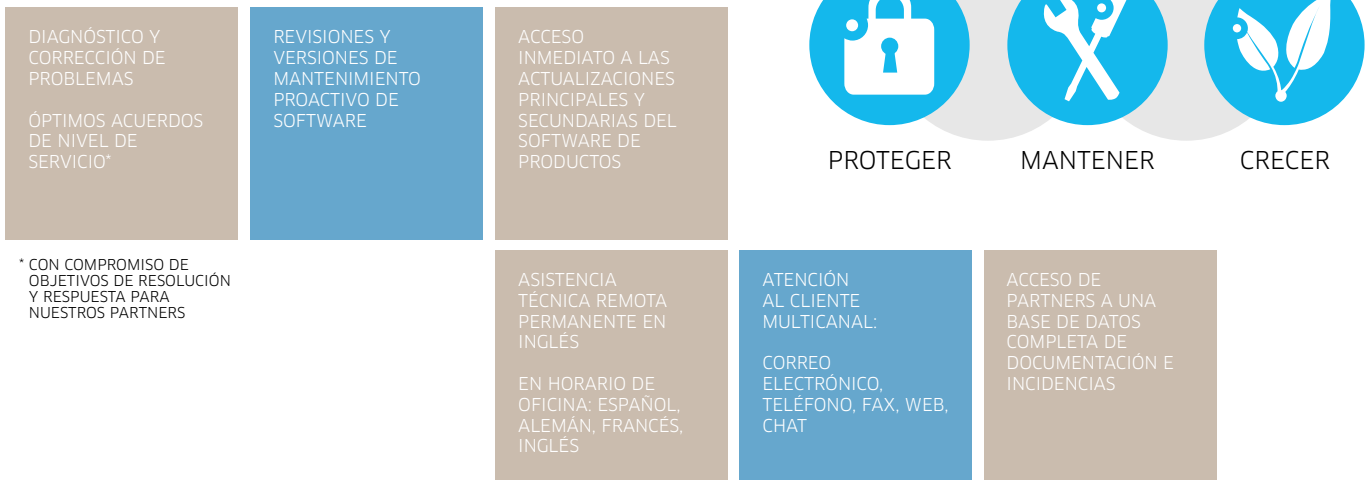 DIAGNÓSTICO Y
CORRECCIÓN DE
PROBLEMAS
ÓPTIMOS ACUERDOS
DE NIVEL DE
SERVICIO*
REVISIONES Y
VERSIONES DE
MANTENIMIENTO
PROACTIVO DE
SOFTWARE
ACCESO
INMEDIATO A LAS
ACTUALIZACIONES
PRINCIPALES Y
SECUNDARIAS DEL
SOFTWARE DE
PRODUCTOS
PROTEGER
MANTENER
CRECER
* CON COMPROMISO DE
OBJETIVOS DE RESOLUCIÓN
Y RESPUESTA PARA
NUESTROS PARTNERS
ASISTENCIA
TÉCNICA REMOTA
PERMANENTE EN
INGLÉS
EN HORARIO DE
OFICINA: ESPAÑOL,
ALEMÁN, FRANCÉS,
INGLÉS
ATENCIÓN
AL CLIENTE
MULTICANAL:
CORREO
ELECTRÓNICO,
TELÉFONO, FAX, WEB,
CHAT
ACCESO DE
PARTNERS A UNA
BASE DE DATOS
COMPLETA DE
DOCUMENTACIÓN E
INCIDENCIAS